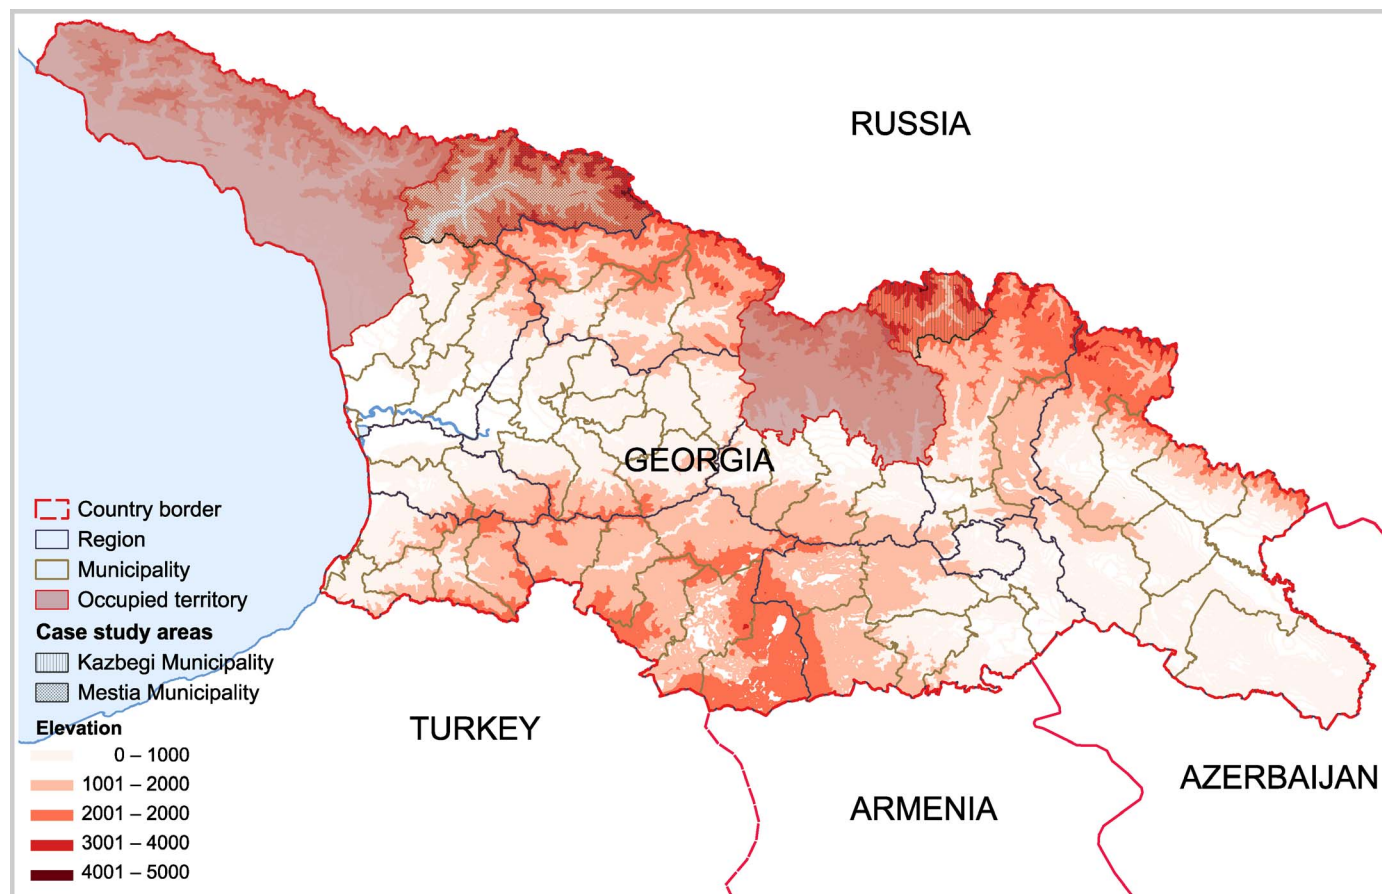 RUSSIA
GEORGIA
Country border
Region
Municipality
Occupied territory
Case study areas
Kazbegi Municipality
Mestia Municipality
Elevation
0 – 1000
1001 – 2000
2001 – 2000
3001 – 4000
4001 – 5000
TURKEY
ARMENIA
AZERBAIJAN